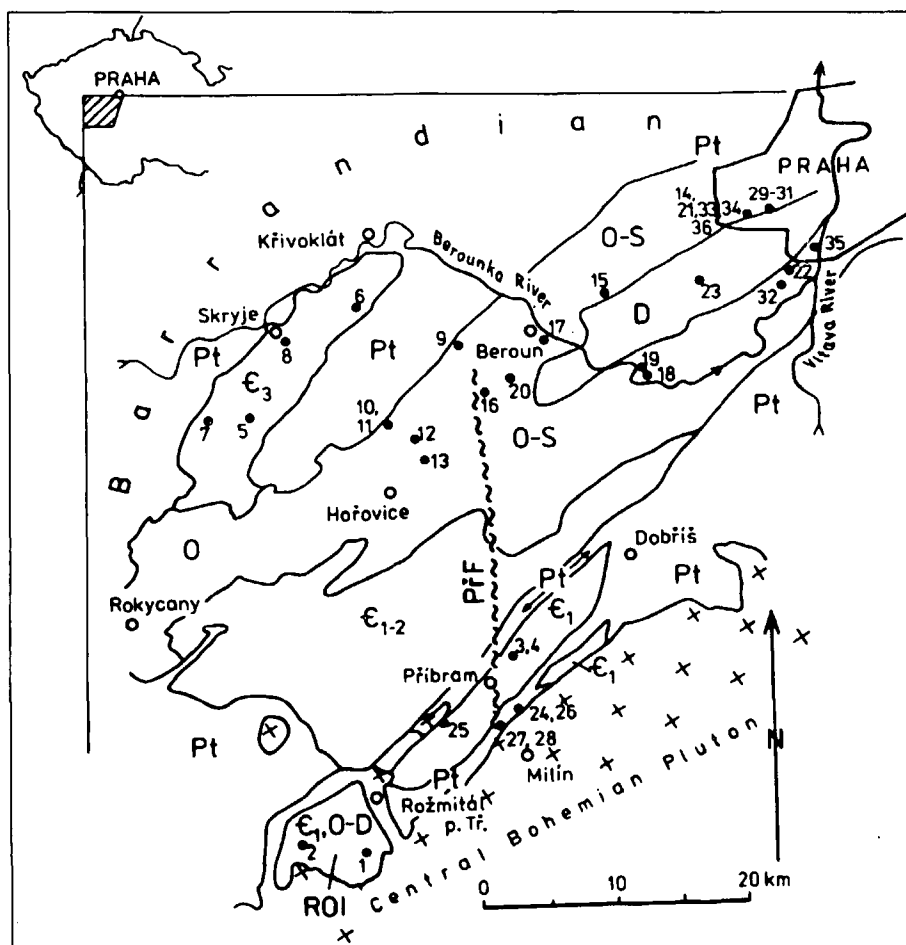 PRAHA
Barrandian
Pt
PRAHA
14,
29-31
21,33,34
36
35
O-S
Křivoklát
Berounka River
15
23
22
32
Vltava River
6
D
Skryje
8
Pt
Pt
9
17
Beroun
19
18
Pt
Є3
20
16
7
5
10,
11
12
O-S
13
Hořovice
O
Dobříš
PřF
Pt
Pt
Rokycany
Є1-2
Є1
3,4
Є1
Příbram
24,26
25
27,28
Pt
Milín
Pt
N
Rožmitál
p. Tř.
Є1,O-D
2
1
ROI
Central Bohemian Pluton
0 10 20 km